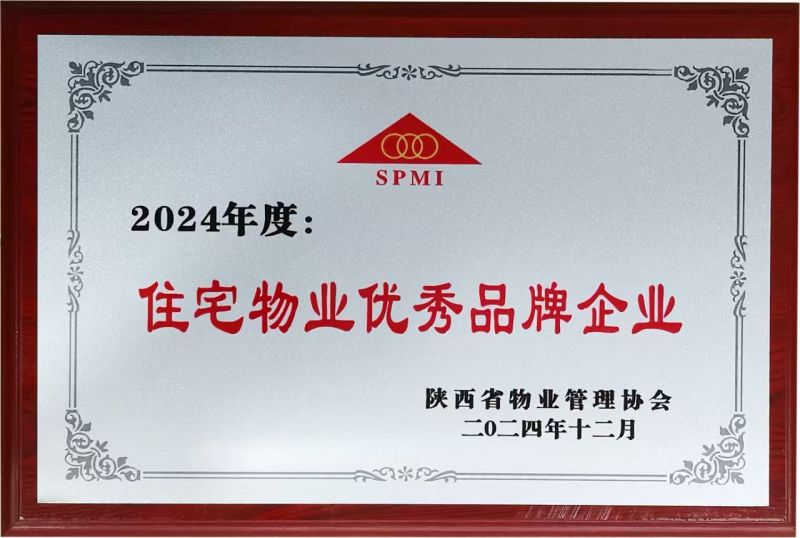 SPMI
2024年度：
住宅物业优秀品牌企业
陕西省物业管理协会
二0二四年十二月